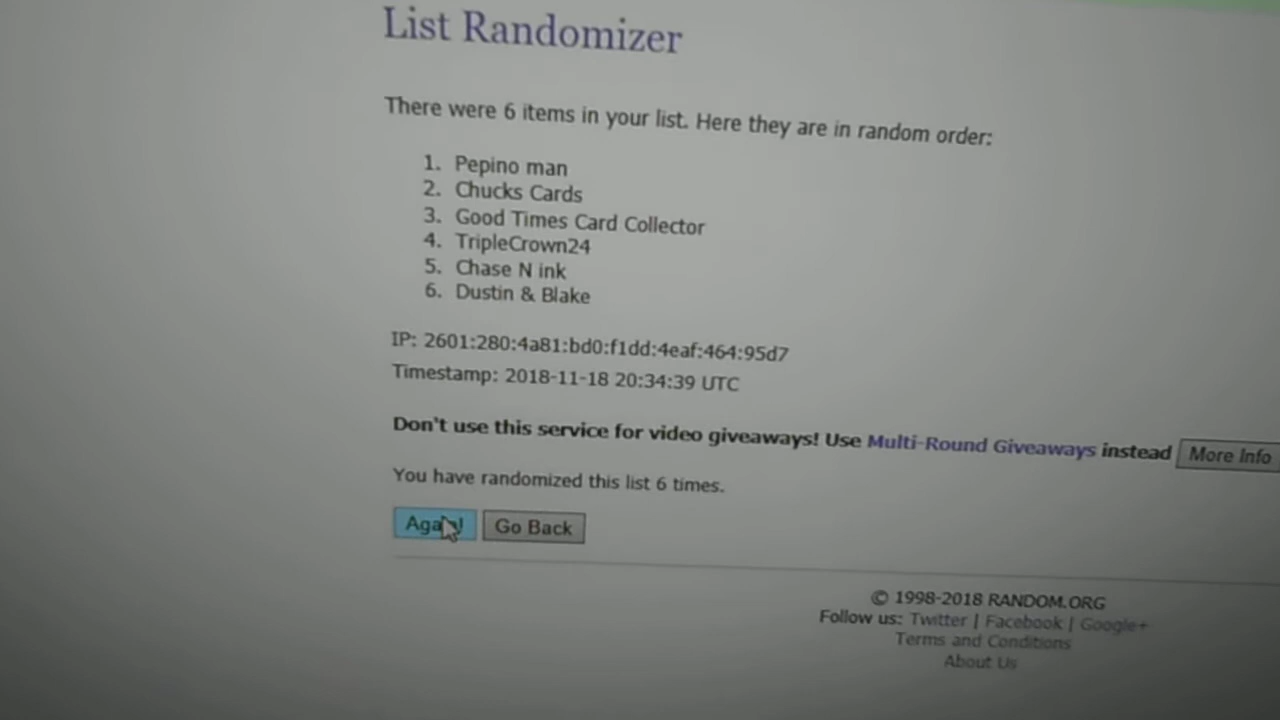 List Randomizer
There were 6 items in your list. Here they are in random order:
1. Pepino man
2. Chucks Cards
3. Good Times Card Collector
4. TripleCrown24
5. Chase N ink
6. Dustin & Blake
IP: 2601:280:4a81:bd0:f1dd:4eaf:464:95d7
Timestamp: 2018-11-18 20:34:39 UTC
Don't use this service for video giveaways! Use Multi-Round Giveaways instead More Info
You have randomized this list 6 times.
Again! Go Back
© 1998-2018 RANDOM.ORG
Follow us: Twitter | Facebook | Google+
Terms and Conditions
About Us